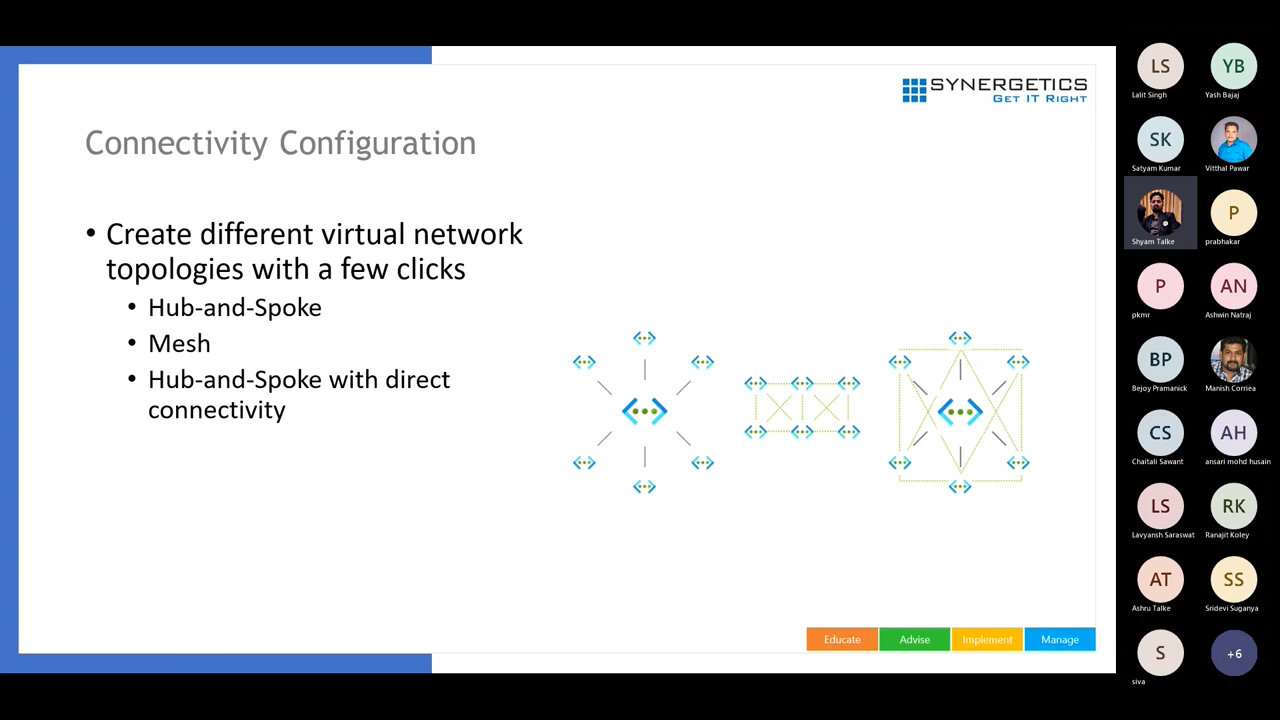 SYNERGETICS
GET IT RIGHT
Connectivity Configuration
• Create different virtual network
topologies with a few clicks
• Hub-and-Spoke
• Mesh
• Hub-and-Spoke with direct
connectivity
Educate Advise Implement Manage
LS YB
Lalit Singh Yash Bajaj
SK
Satyam Kumar Vitthal Pawar
P
Shyam Talke prabhakar
P AN
pkmr Ashwin Natraj
BP
Bejoy Pramanick Manish Corriea
CS AH
Chaitali Sawant ansari mohd husain
LS RK
Lavyansh Saraswat Ranajit Koley
AT SS
Ashru Talke Sridevi Suganya
S +6
siva